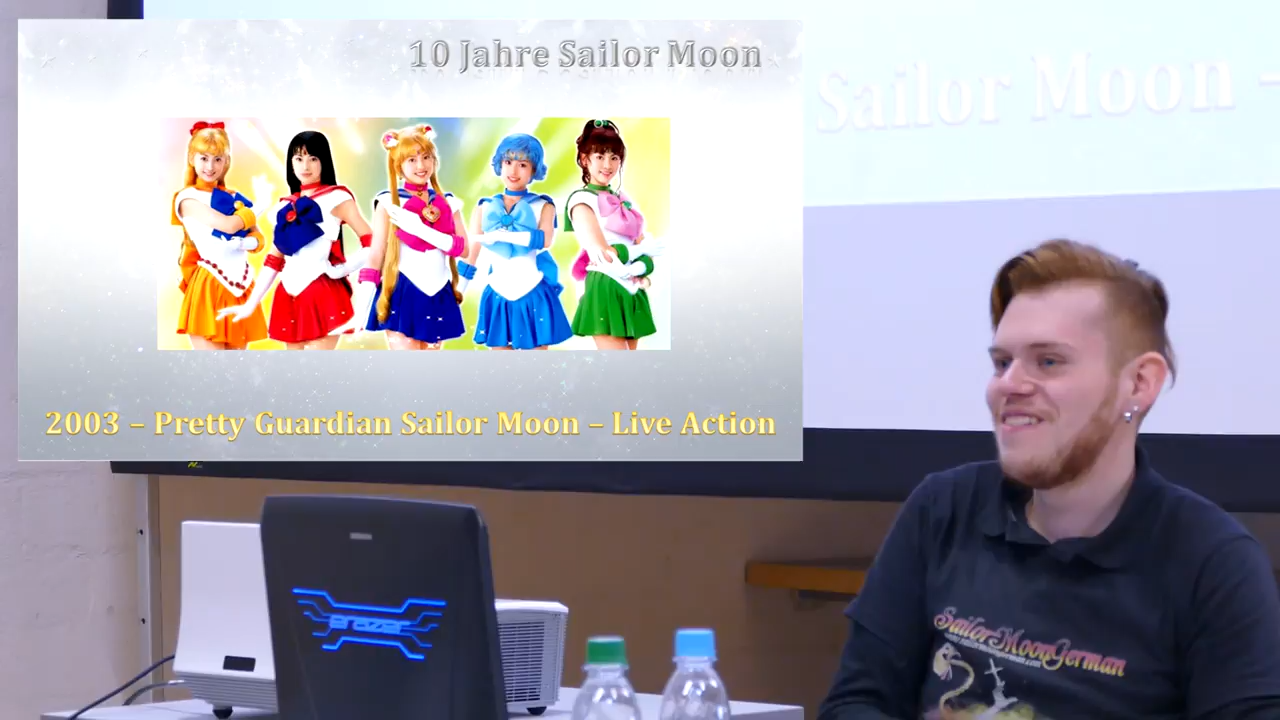 10 Jahre Sailor Moon
2003 – Pretty Guardian Sailor Moon – Live Action
Sailor Moon –
erazer
SailorMoonGerman